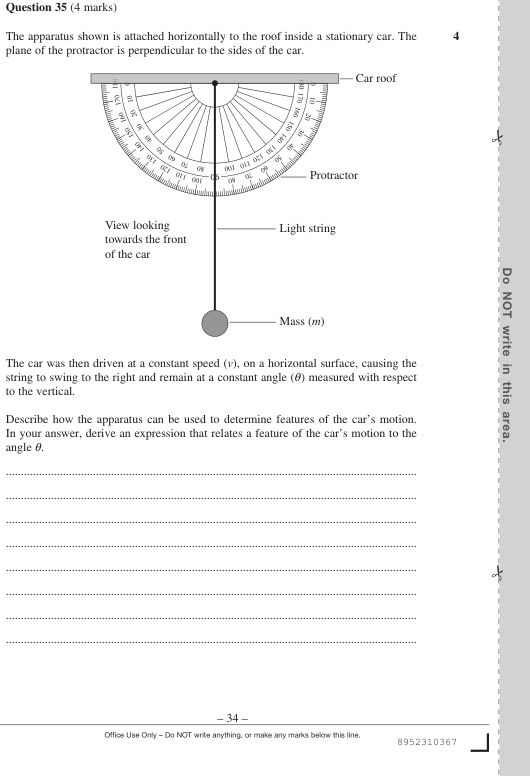 Question 35 (4 marks)
The apparatus shown is attached horizontally to the roof inside a stationary car. The
plane of the protractor is perpendicular to the sides of the car.
4
Car roof
Protractor
View looking
towards the front
of the car
Light string
Mass (m)
The car was then driven at a constant speed (v), on a horizontal surface, causing the
string to swing to the right and remain at a constant angle (θ) measured with respect
to the vertical.
Describe how the apparatus can be used to determine features of the car's motion.
In your answer, derive an expression that relates a feature of the car's motion to the
angle θ.
Do NOT write in this area.
– 34 –
Office Use Only – Do NOT write anything, or make any marks below this line.
8952310367